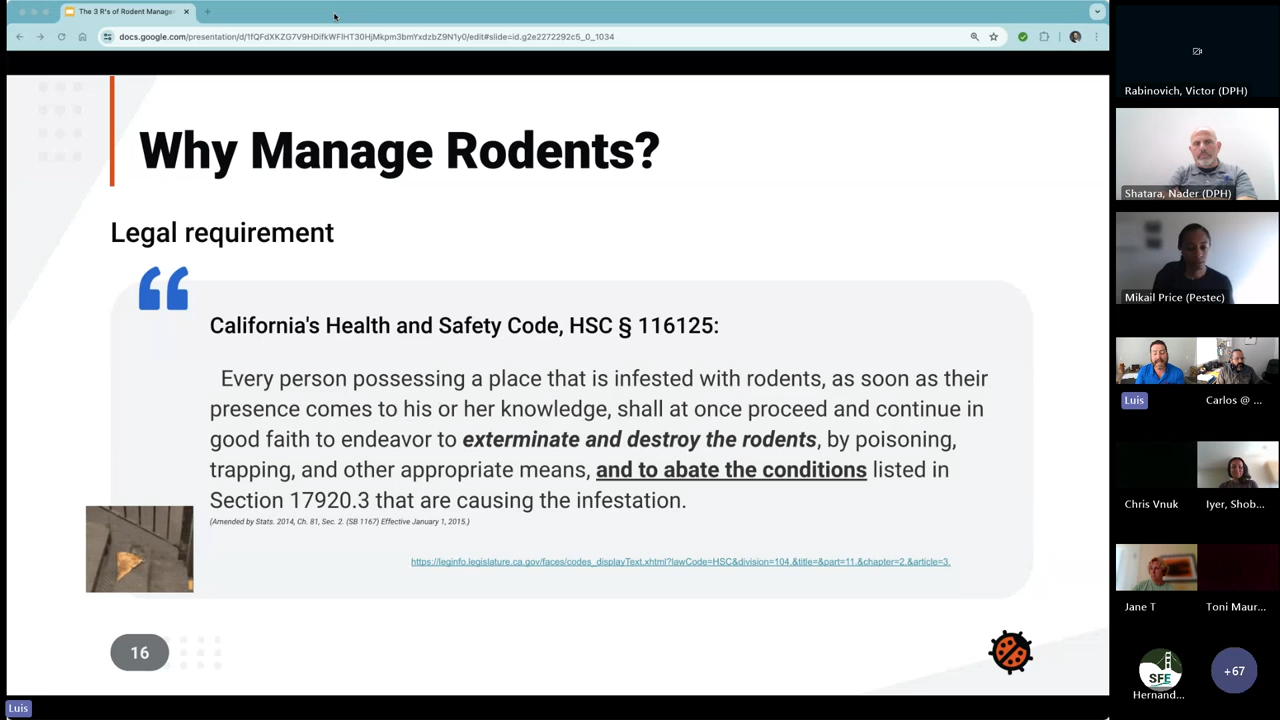 The 3 R's of Rodent Manage
docs.google.com/presentation/d/1fQFdXKZG7V9HDifkWFIHT30HjMkpm3bmYxdzbZ9N1y0/edit#slide=id.g2e2272292c5_0_1034
Why Manage Rodents?
Legal requirement
California's Health and Safety Code, HSC § 116125:
Every person possessing a place that is infested with rodents, as soon as their
presence comes to his or her knowledge, shall at once proceed and continue in
good faith to endeavor to exterminate and destroy the rodents, by poisoning,
trapping, and other appropriate means, and to abate the conditions listed in
Section 17920.3 that are causing the infestation.
(Amended by Stats. 2014, Ch. 81, Sec. 2. (SB 1167) Effective January 1, 2015.)
https://leginfo.legislature.ca.gov/faces/codes_displayText.xhtml?lawCode=HSC&division=104.&title=&part=11.&chapter=2.&article=3.
16
Luis
Rabinovich, Victor (DPH)
Shatara, Nader (DPH)
Mikail Price (Pestec)
Luis
Carlos @ ...
Chris Vnuk
Iyer, Shob...
Jane T
Toni Maur...
SFE
Hernand...
+67